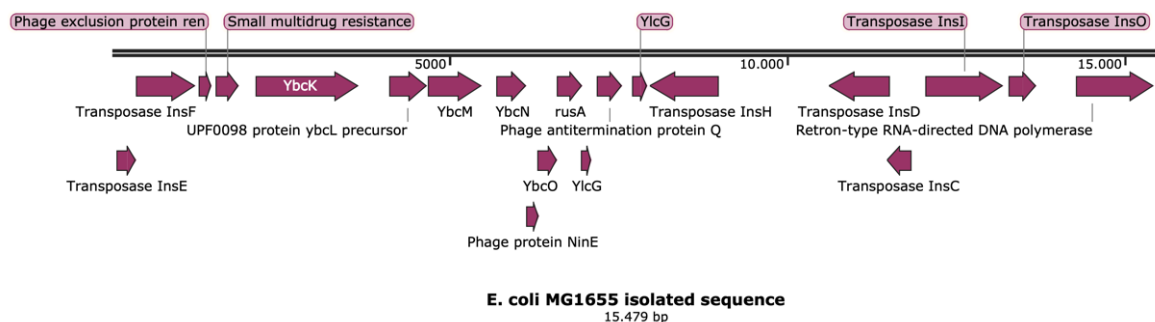 Phage exclusion protein ren
Small multidrug resistance
YlcG
Transposase InsI
Transposase InsO
5000
10.000
15.000
YbcK
Transposase InsF
YbcM
YbcN
rusA
Transposase InsH
Transposase InsD
UPF0098 protein ybcL precursor
Phage antitermination protein Q
Retron-type RNA-directed DNA polymerase
Transposase InsE
YbcO
YlcG
Transposase InsC
Phage protein NinE
E. coli MG1655 isolated sequence
15.479 bp